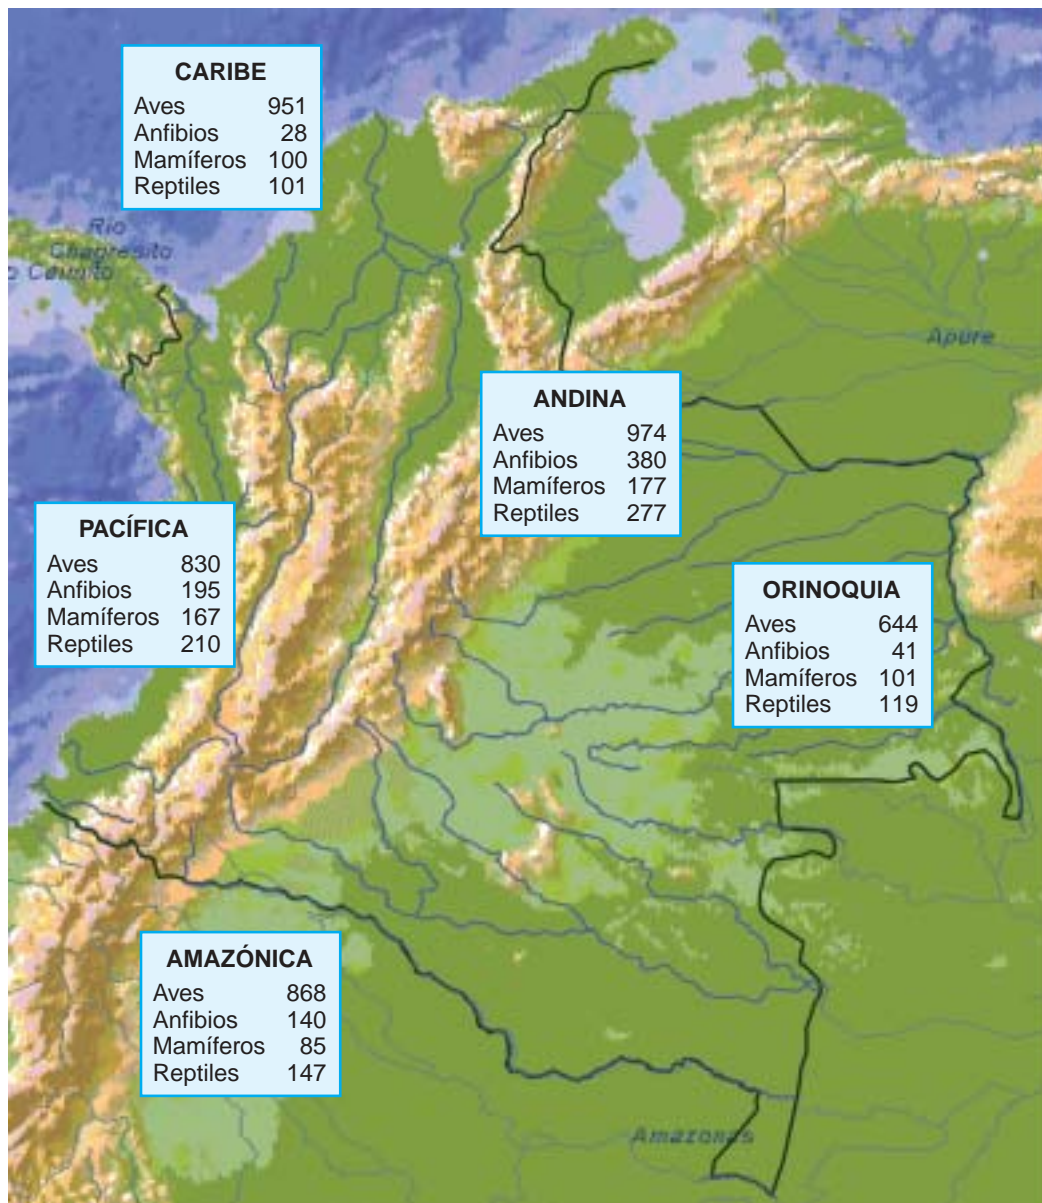 CARIBE
Aves 951
Anfibios 28
Mamíferos 100
Reptiles 101
Río
Chagresito
o Caimito
Apure
ANDINA
Aves 974
Anfibios 380
Mamíferos 177
Reptiles 277
PACÍFICA
Aves 830
Anfibios 195
Mamíferos 167
Reptiles 210
ORINOQUIA
Aves 644
Anfibios 41
Mamíferos 101
Reptiles 119
N
AMAZÓNICA
Aves 868
Anfibios 140
Mamíferos 85
Reptiles 147
Amazonas